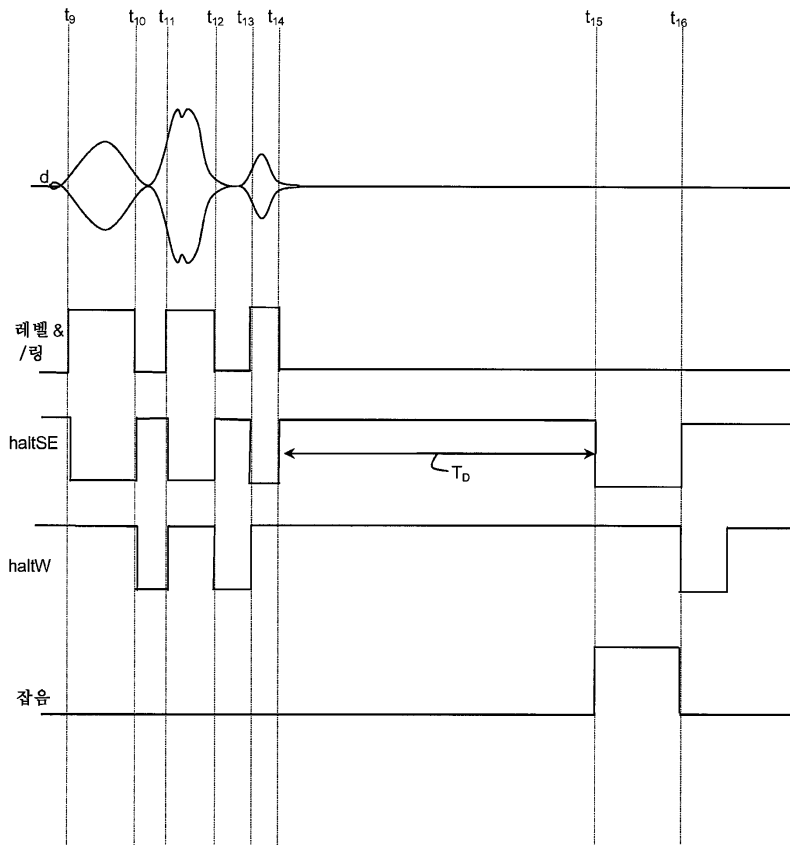 t9 t10 t11 t12 t13 t14 t15 t16
d
레벨 &
/링
haltSE
TD
haltW
잡음